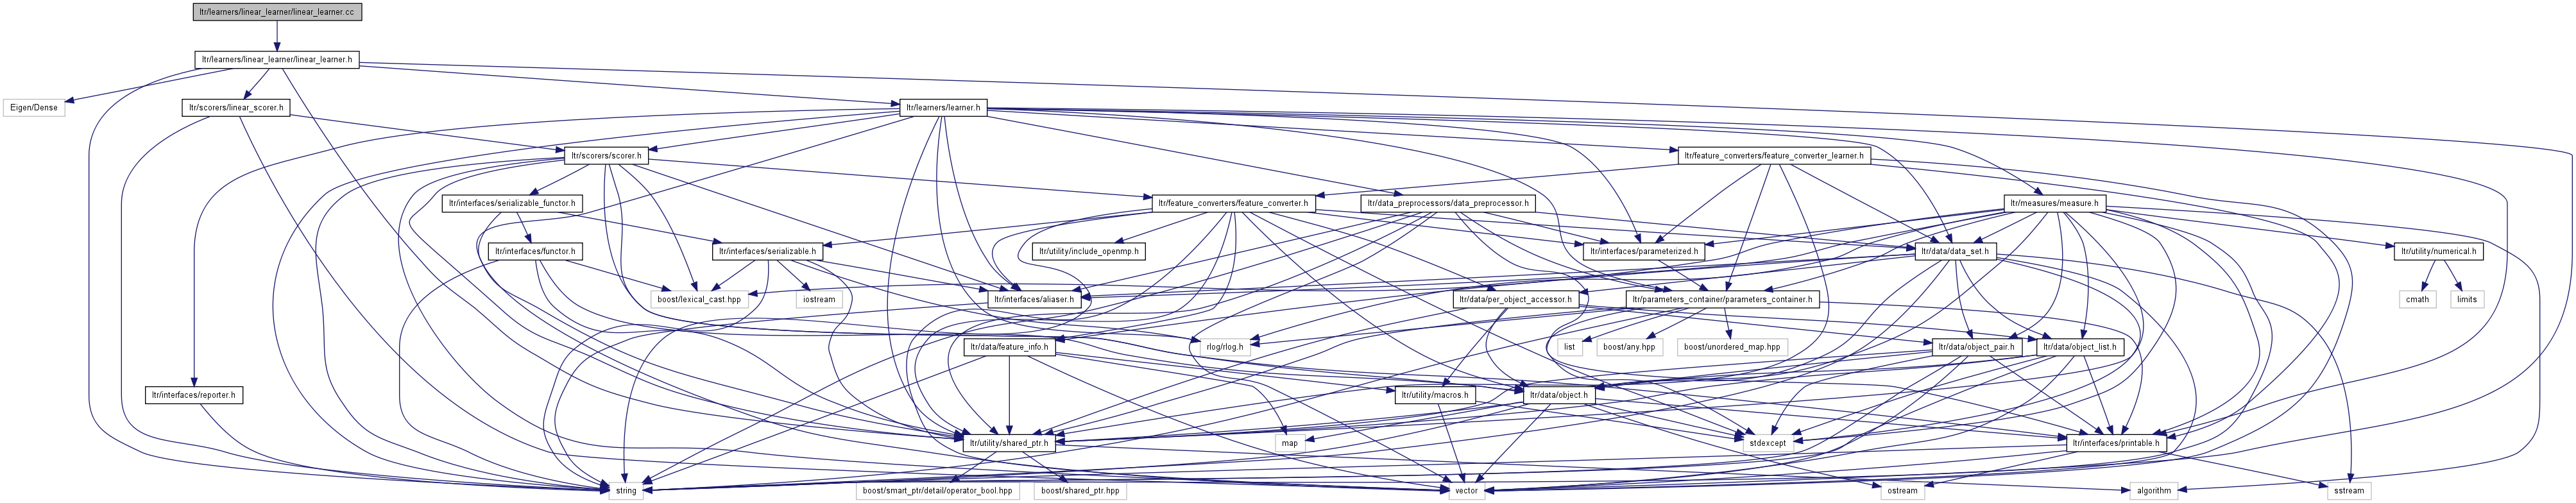 ltr/learners/linear_learner/linear_learner.cc
ltr/learners/linear_learner/linear_learner.h
Eigen/Dense
ltr/scorers/linear_scorer.h
ltr/learners/learner.h
ltr/scorers/scorer.h
ltr/feature_converters/feature_converter_learner.h
ltr/interfaces/serializable_functor.h
ltr/feature_converters/feature_converter.h
ltr/data_preprocessors/data_preprocessor.h
ltr/measures/measure.h
ltr/interfaces/functor.h
ltr/interfaces/serializable.h
ltr/utility/include_openmp.h
ltr/interfaces/parameterized.h
ltr/data/data_set.h
ltr/utility/numerical.h
boost/lexical_cast.hpp
iostream
ltr/interfaces/aliaser.h
ltr/data/per_object_accessor.h
ltr/parameters_container/parameters_container.h
cmath
limits
ltr/data/feature_info.h
rlog/rlog.h
list
boost/any.hpp
boost/unordered_map.hpp
ltr/data/object_pair.h
ltr/data/object_list.h
ltr/interfaces/reporter.h
ltr/utility/macros.h
ltr/data/object.h
ltr/utility/shared_ptr.h
map
stdexcept
ltr/interfaces/printable.h
string
boost/smart_ptr/detail/operator_bool.hpp
boost/shared_ptr.hpp
vector
ostream
algorithm
sstream